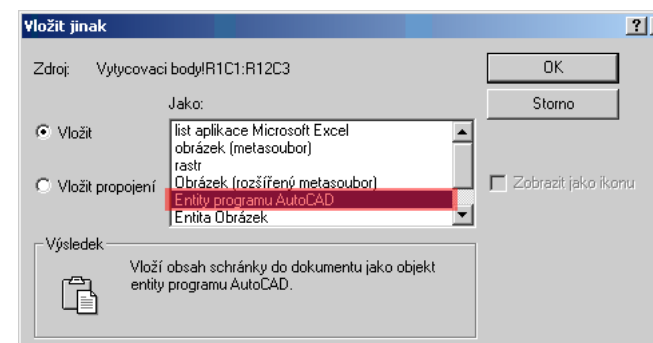 Vložit jinak
Zdroj: Vytycovaci body!R1C1:R12C3
OK
Storno
Jako:
Vložit
Vložit propojení
list aplikace Microsoft Excel
obrázek (metasoubor)
rastr
Obrázek (rozšířený metasoubor)
Entity programu AutoCAD
Entita Obrázek
Zobrazit jako ikonu
Výsledek
Vloží obsah schránky do dokumentu jako objekt
entity programu AutoCAD.